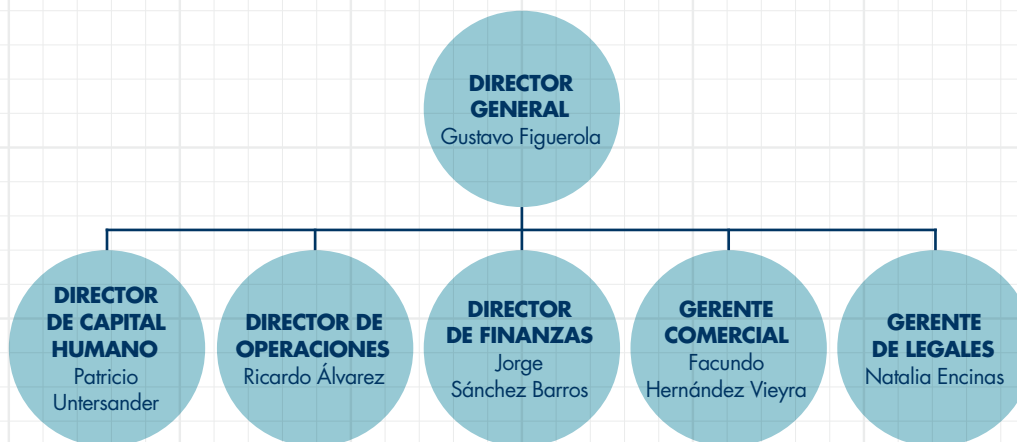 DIRECTOR
GENERAL
Gustavo Figuerola
DIRECTOR
DE CAPITAL
HUMANO
Patricio
Untersander
DIRECTOR DE
OPERACIONES
Ricardo Álvarez
DIRECTOR
DE FINANZAS
Jorge
Sánchez Barros
GERENTE
COMERCIAL
Facundo
Hernández Vieyra
GERENTE
DE LEGALES
Natalia Encinas